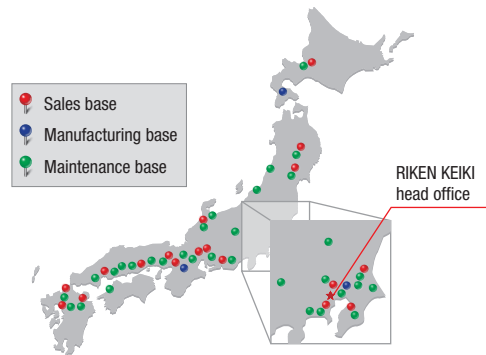 Sales base
Manufacturing base
Maintenance base
RIKEN KEIKI
head office